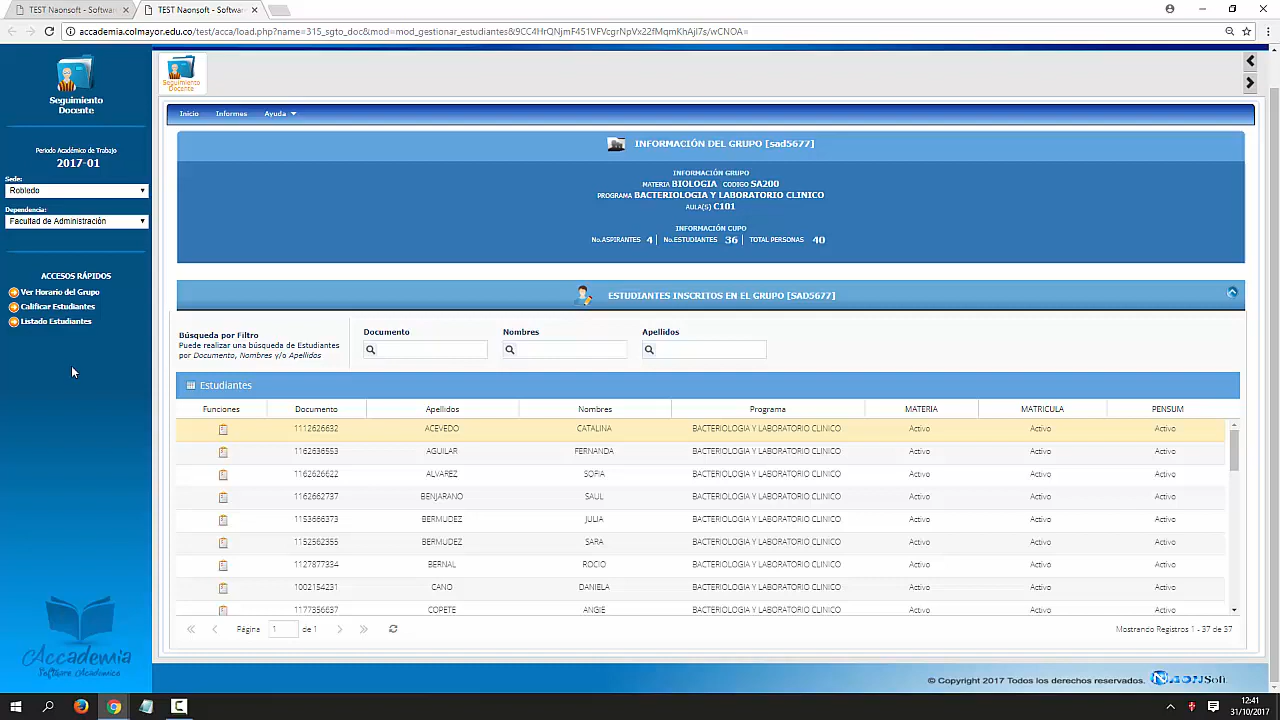 TEST Naonsoft - Softwar
TEST Naonsoft - Softwar
accademia.colmayor.edu.co/test/acca/load.php?name=315_sgto_doc&mod=mod_gestionar_estudiantes&9CC4HrQNjmF451VFVcgrNpVx22fMqmKhAjI7s/wCNOA=
Seguimiento
Docente
Seguimiento
Docente
Periodo Académico de Trabajo
2017-01
Sede:
Robledo
Dependencia:
Facultad de Administración
ACCESOS RÁPIDOS
Ver Horario del Grupo
Calificar Estudiantes
Listado Estudiantes
Accademia
Software Académico
Inicio Informes Ayuda
INFORMACIÓN DEL GRUPO [sad5677]
INFORMACIÓN GRUPO
MATERIA BIOLOGIA CODIGO SA200
PROGRAMA BACTERIOLOGIA Y LABORATORIO CLINICO
AULA(S) C101
INFORMACIÓN CUPO
No.ASPIRANTES 4 | No.ESTUDIANTES 36 | TOTAL PERSONAS 40
ESTUDIANTES INSCRITOS EN EL GRUPO [SAD5677]
Búsqueda por Filtro
Puede realizar una búsqueda de Estudiantes
por Documento, Nombres y/o Apellidos
Documento Nombres Apellidos
Estudiantes
Funciones Documento Apellidos Nombres Programa MATERIA MATRICULA PENSUM
1112626632 ACEVEDO CATALINA BACTERIOLOGIA Y LABORATORIO CLINICO Activo Activo Activo
1162636553 AGUILAR FERNANDA BACTERIOLOGIA Y LABORATORIO CLINICO Activo Activo Activo
1162626622 ALVAREZ SOFIA BACTERIOLOGIA Y LABORATORIO CLINICO Activo Activo Activo
1162662737 BENJARANO SAUL BACTERIOLOGIA Y LABORATORIO CLINICO Activo Activo Activo
1153666373 BERMUDEZ JULIA BACTERIOLOGIA Y LABORATORIO CLINICO Activo Activo Activo
1152562355 BERMUDEZ SARA BACTERIOLOGIA Y LABORATORIO CLINICO Activo Activo Activo
1127877334 BERNAL ROCIO BACTERIOLOGIA Y LABORATORIO CLINICO Activo Activo Activo
1002154231 CANO DANIELA BACTERIOLOGIA Y LABORATORIO CLINICO Activo Activo Activo
1177356637 COPETE ANGIE BACTERIOLOGIA Y LABORATORIO CLINICO Activo Activo Activo
Página 1 de 1
Mostrando Registros 1 - 37 de 37
© Copyright 2017 Todos los derechos reservados. NAONSoft
12:41
31/10/2017